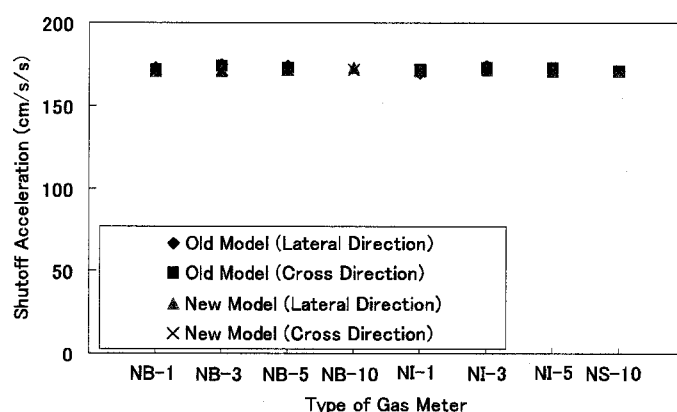 Shutoff Acceleration (cm/s/s)
200
150
100
50
0
◆ Old Model (Lateral Direction)
■ Old Model (Cross Direction)
▲ New Model (Lateral Direction)
× New Model (Cross Direction)
NB-1 NB-3 NB-5 NB-10 NI-1 NI-3 NI-5 NS-10
Type of Gas Meter